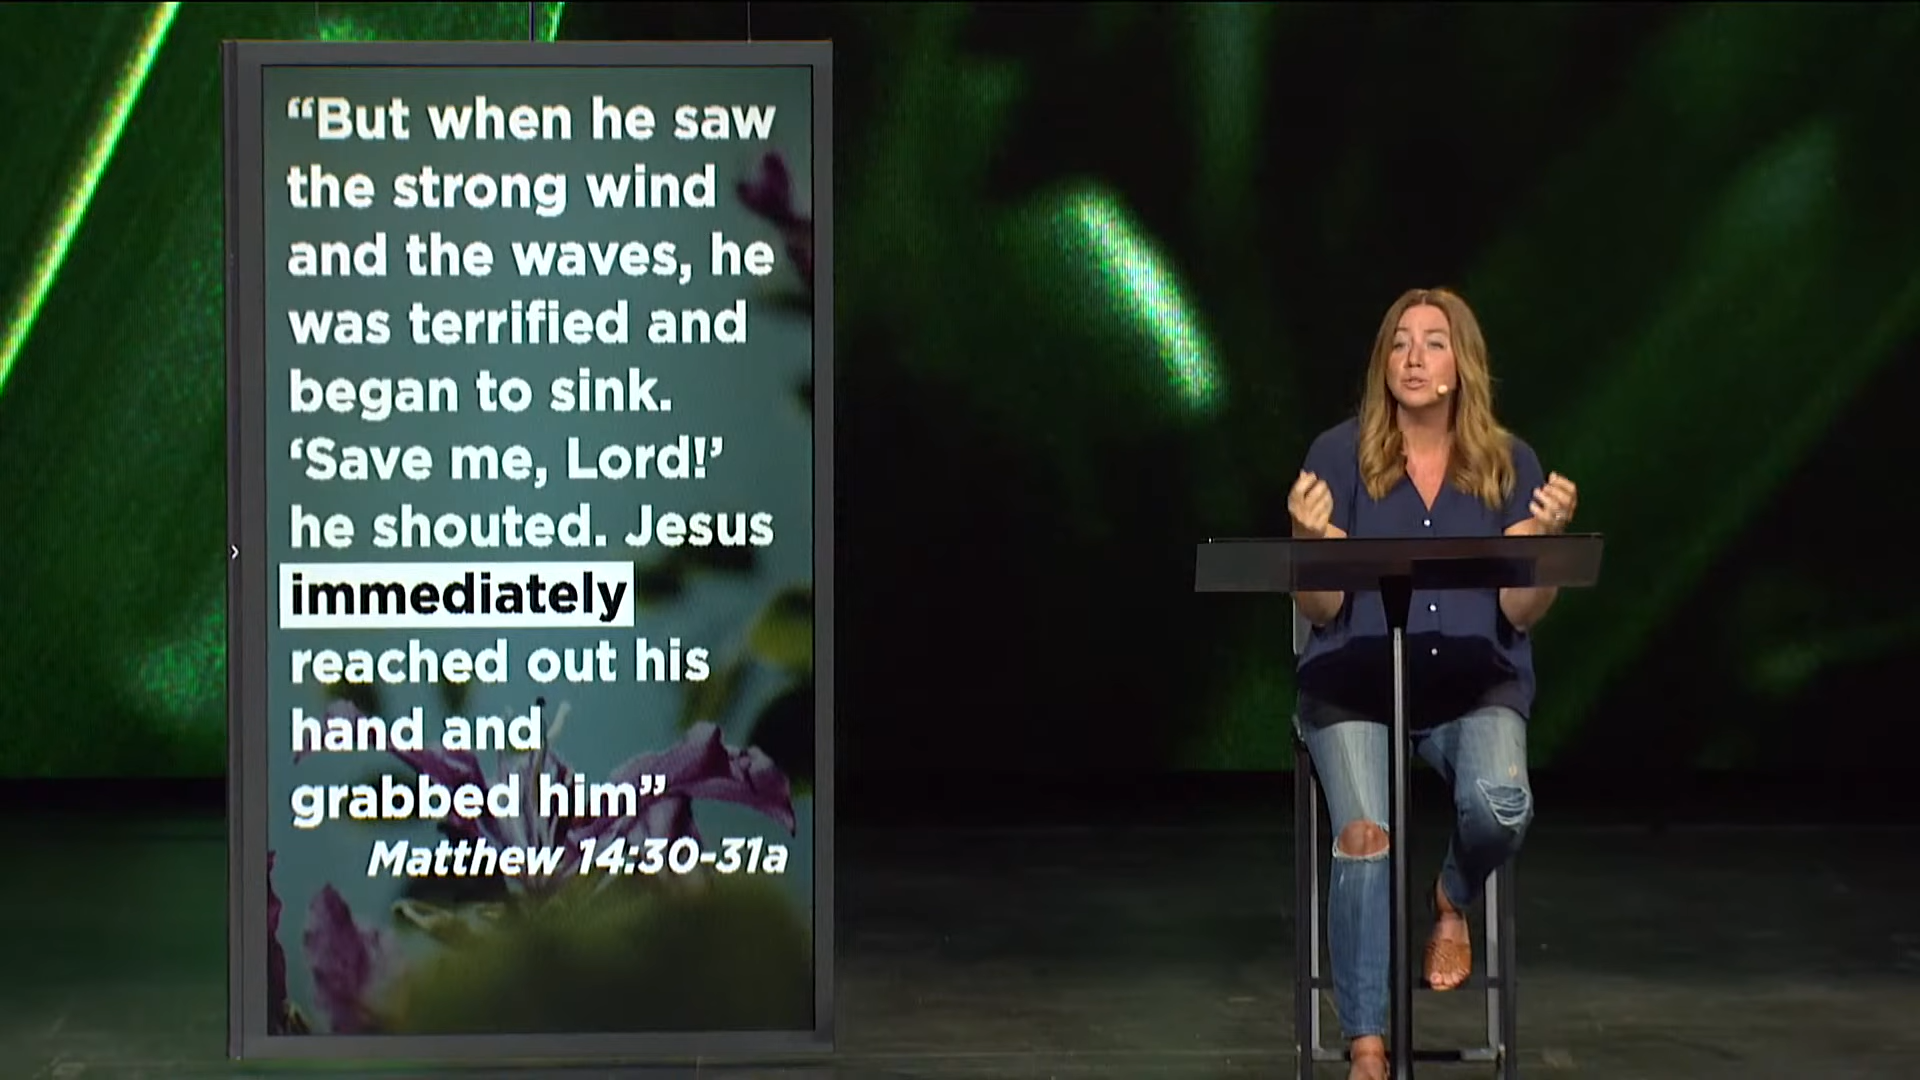 “But when he saw
the strong wind
and the waves, he
was terrified and
began to sink.
‘Save me, Lord!’
he shouted. Jesus
immediately
reached out his
hand and
grabbed him”
Matthew 14:30-31a